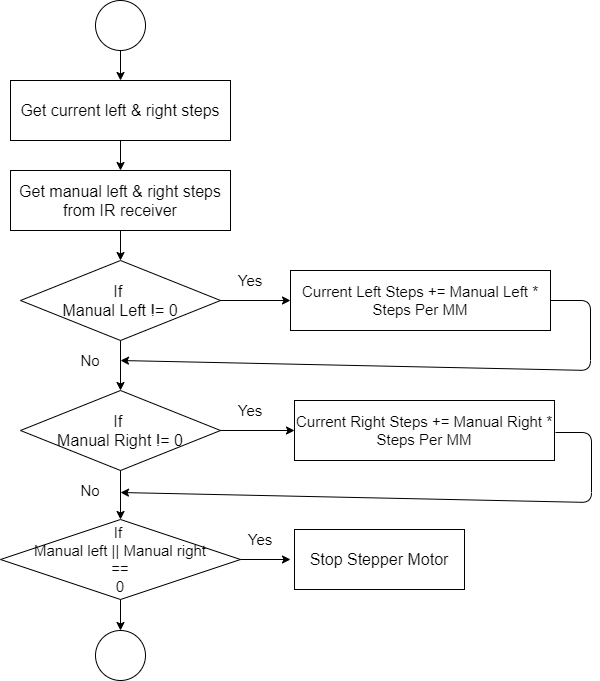 Get current left & right steps
Get manual left & right steps
from IR receiver
If
Manual Left != 0
Yes
Current Left Steps += Manual Left *
Steps Per MM
No
If
Manual Right != 0
Yes
Current Right Steps += Manual Right *
Steps Per MM
No
If
Manual left || Manual right
==
0
Yes
Stop Stepper Motor